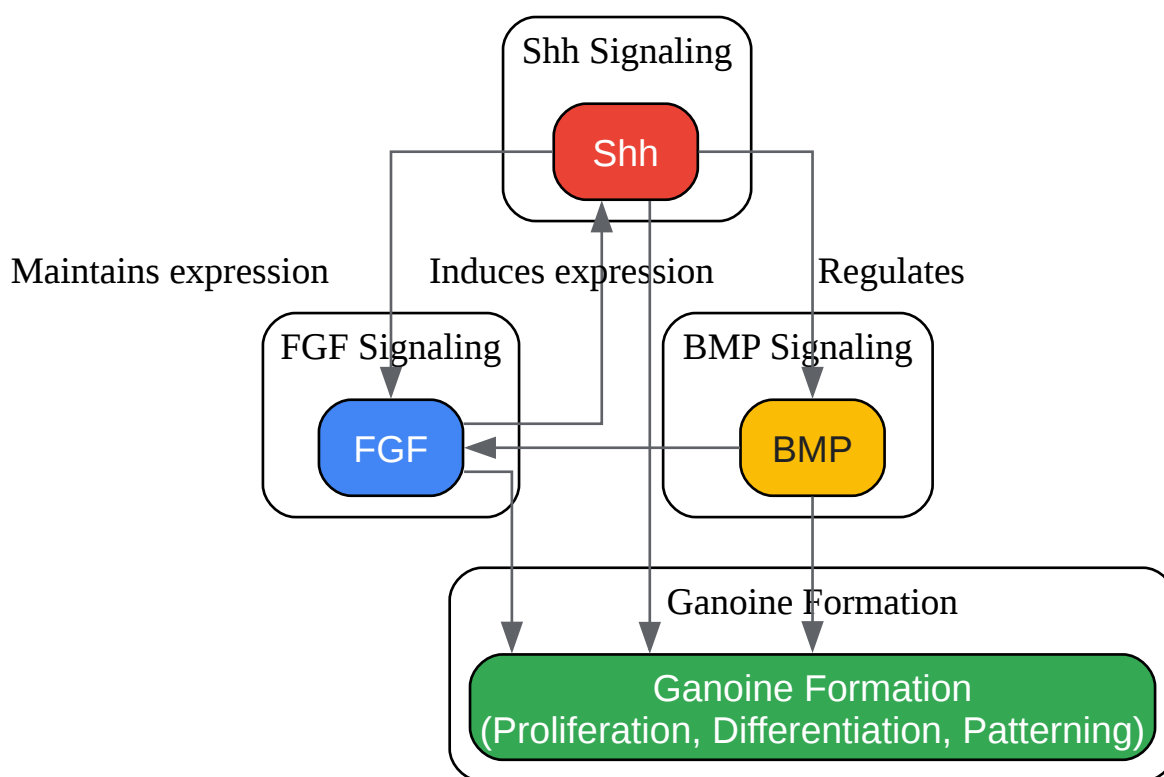 Shh Signaling
Shh
Maintains expression
Induces expression
Regulates
FGF Signaling
BMP Signaling
FGF
BMP
Ganoine Formation
Ganoine Formation
(Proliferation, Differentiation, Patterning)